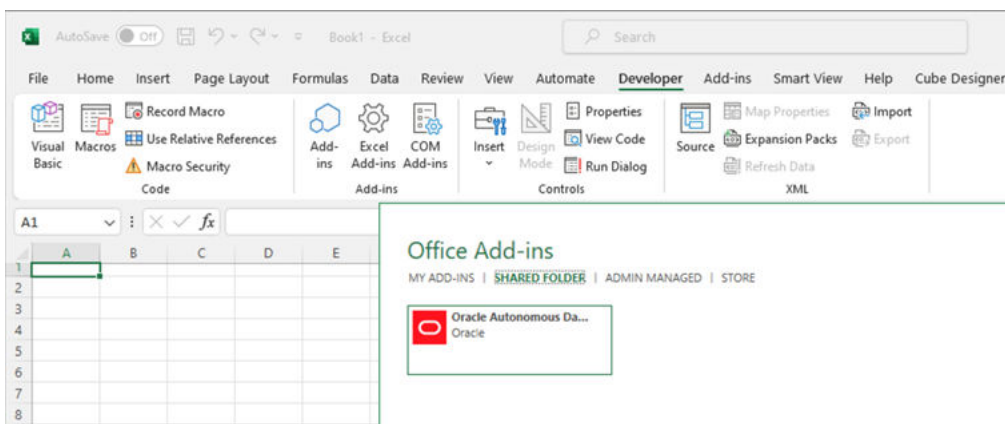 AutoSave Off Book1 - Excel Search
File Home Insert Page Layout Formulas Data Review View Automate Developer Add-ins Smart View Help Cube Designer
Visual Basic
Macros
Record Macro
Use Relative References
Macro Security
Code
Add-ins
Excel Add-ins
COM Add-ins
Add-ins
Insert
Design Mode
Properties
View Code
Run Dialog
Controls
Source
Map Properties
Expansion Packs
Refresh Data
Import
Export
XML
A1 fx
A B C D E
1
2
3
4
5
6
7
8
Office Add-ins
MY ADD-INS | SHARED FOLDER | ADMIN MANAGED | STORE
Oracle Autonomous Da...
Oracle